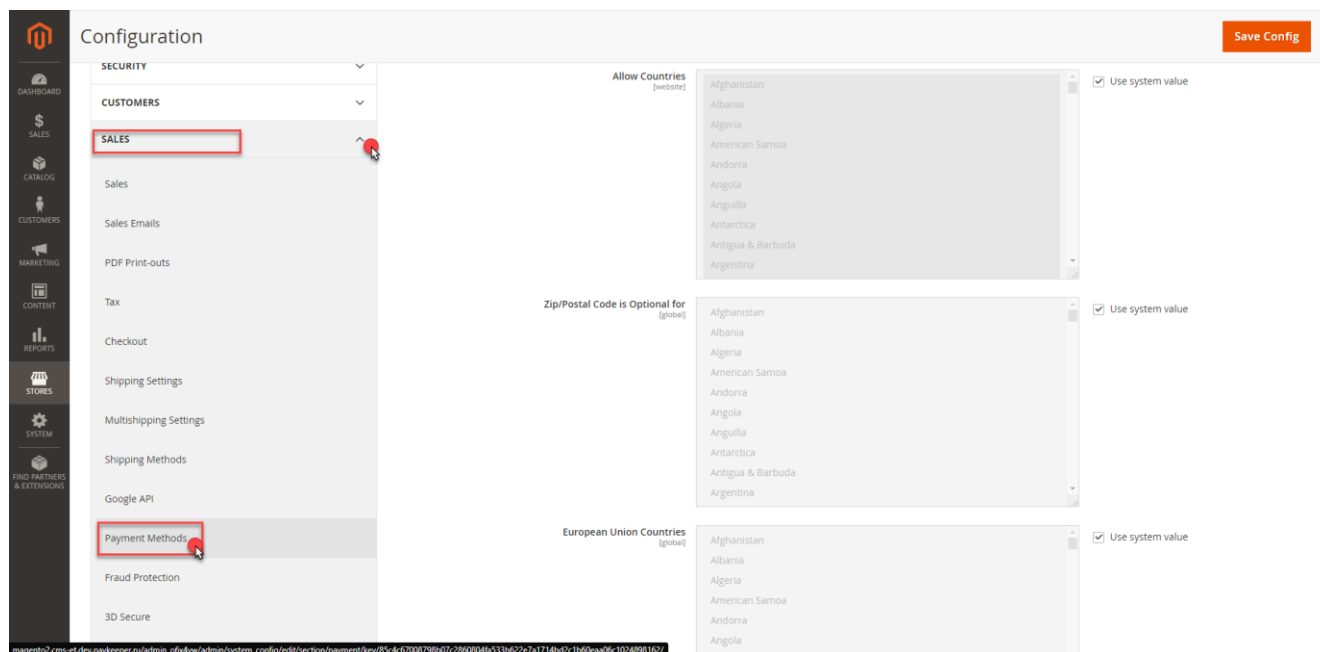 Configuration
Save Config
DASHBOARD
SALES
CATALOG
CUSTOMERS
MARKETING
CONTENT
REPORTS
STORES
SYSTEM
FIND PARTNERS
& EXTENSIONS
SECURITY
CUSTOMERS
SALES
Sales
Sales Emails
PDF Print-outs
Tax
Checkout
Shipping Settings
Multishipping Settings
Shipping Methods
Google API
Payment Methods
Fraud Protection
3D Secure
Allow Countries
[website]
Afghanistan
Albania
Algeria
American Samoa
Andorra
Angola
Anguilla
Antarctica
Antigua & Barbuda
Argentina
Use system value
Zip/Postal Code is Optional for
[global]
Afghanistan
Albania
Algeria
American Samoa
Andorra
Angola
Anguilla
Antarctica
Antigua & Barbuda
Argentina
Use system value
European Union Countries
[global]
Afghanistan
Albania
Algeria
American Samoa
Andorra
Angola
Use system value